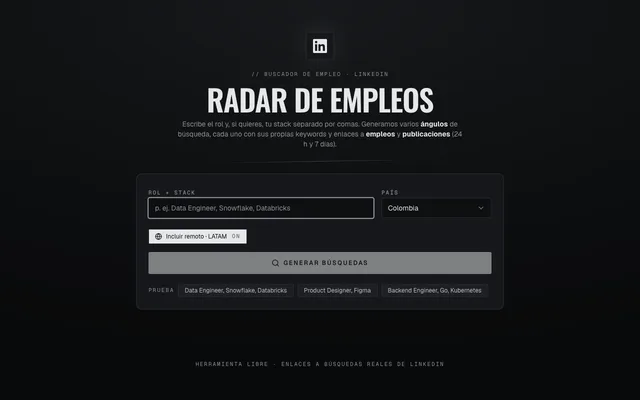 in
// BUSCADOR DE EMPLEO · LINKEDIN
RADAR DE EMPLEOS
Escribe el rol y, si quieres, tu stack separado por comas. Generamos varios ángulos de
búsqueda, cada uno con sus propias keywords y enlaces a empleos y publicaciones (24
h y 7 días).
ROL + STACK
PAÍS
p. ej. Data Engineer, Snowflake, Databricks
Colombia
Incluir remoto · LATAM ON
GENERAR BÚSQUEDAS
PRUEBA Data Engineer, Snowflake, Databricks Product Designer, Figma Backend Engineer, Go, Kubernetes
HERRAMIENTA LIBRE · ENLACES A BÚSQUEDAS REALES DE LINKEDIN